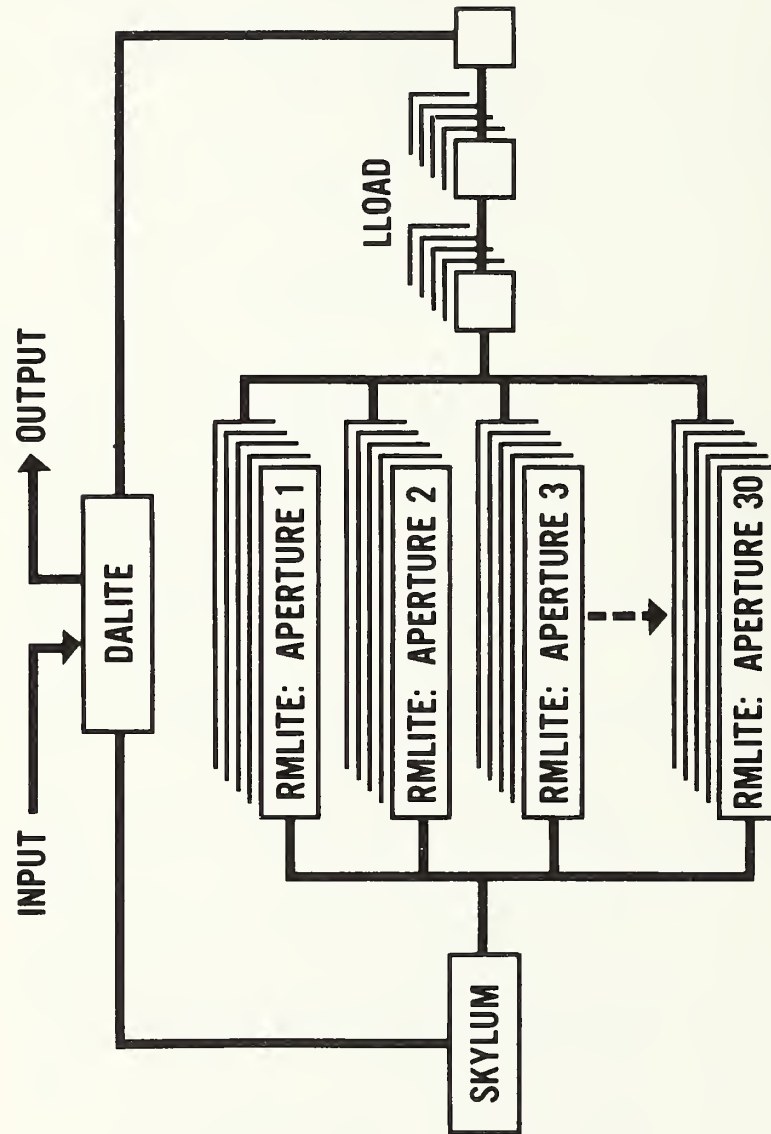 INPUT
OUTPUT
DALITE
SKYLUM
RMLITE: APERTURE 1
RMLITE: APERTURE 2
RMLITE: APERTURE 3
RMLITE: APERTURE 30
LLOAD